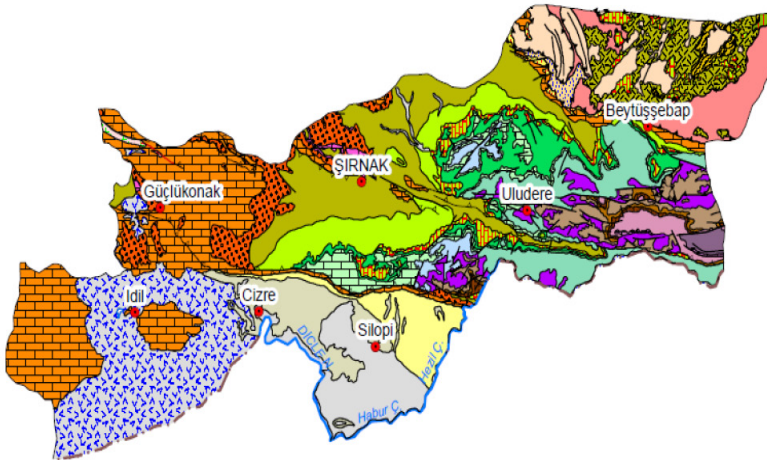 Beytüşşebap
ŞIRNAK
Güçlükonak
Uludere
İdil
Cizre
Silopi
DİCLE N.
Hezil Ç.
Habur Ç.